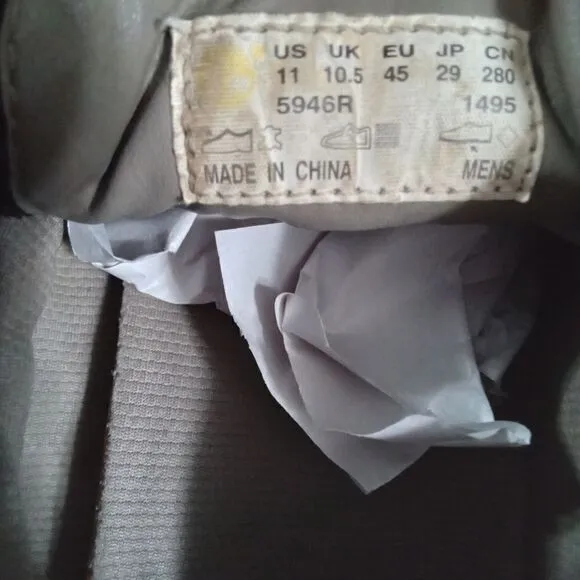 US UK EU JP CN
11 10.5 45 29 280
5946R 1495
MADE IN CHINA MENS